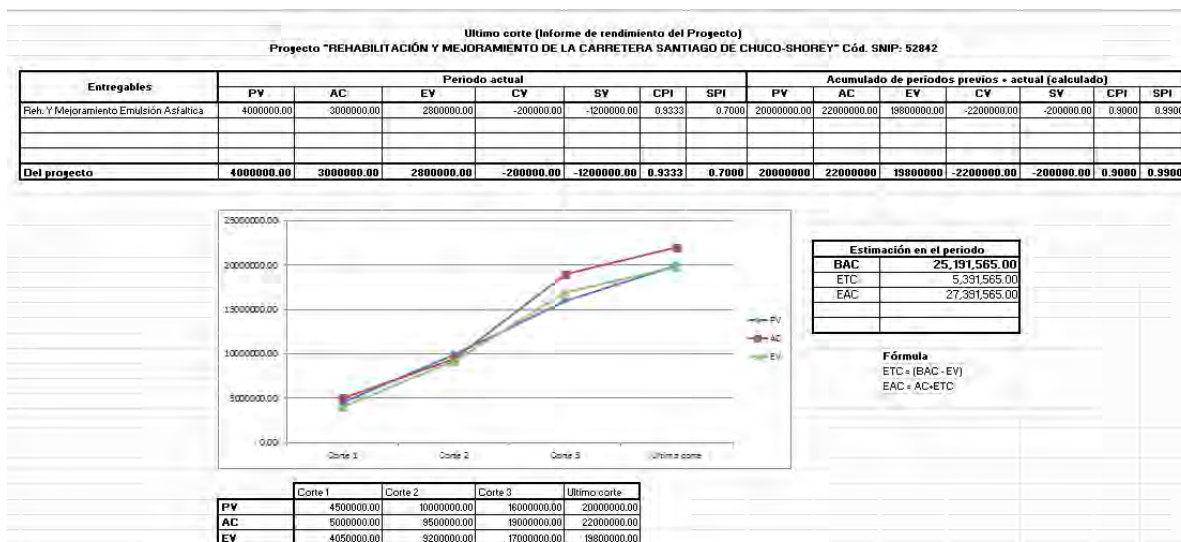 Ultimo corte (Informe de rendimiento del Proyecto)
Proyecto "REHABILITACIÓN Y MEJORAMIENTO DE LA CARRETERA SANTIAGO DE CHUCO-SHOREY" Cód. SNIP: 52842
Entregables Periodo actual Acumulado de periodos previos + actual (calculado)
PV AC EV CV SV CPI SPI PV AC EV CV SV CPI SPI
Reh. Y Mejoramiento Emulsión Asfaltica 4000000.00 3000000.00 2800000.00 -200000.00 -1200000.00 0.9333 0.7000 20000000.00 22000000.00 19800000.00 -2200000.00 -200000.00 0.9000 0.9900
Del proyecto 4000000.00 3000000.00 2800000.00 -200000.00 -1200000.00 0.9333 0.7000 20000000 22000000 19800000 -2200000.00 -200000.00 0.9000 0.9900
25000000.00
20000000.00
15000000.00
10000000.00
5000000.00
0.00
Corte 1 Corte 2 Corte 3 Ultimo corte
PV
AC
EV
Estimación en el periodo
BAC 25,191,565.00
ETC 5,391,565.00
EAC 27,391,565.00
Fórmula
ETC = (BAC - EV)
EAC = AC+ETC
Corte 1 Corte 2 Corte 3 Ultimo corte
PV 4500000.00 10000000.00 16000000.00 20000000.00
AC 5000000.00 9500000.00 19000000.00 22000000.00
EV 4050000.00 9200000.00 17000000.00 19800000.00